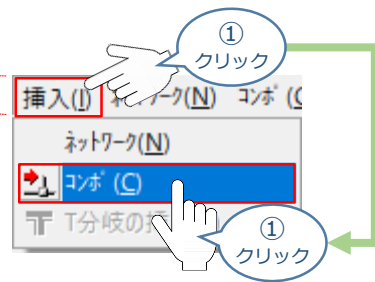 ①
クリック
挿入(I) ネットワーク(N) コンポ(C
ネットワーク(N)
コンポ(C)
T分岐の挿
①
クリック